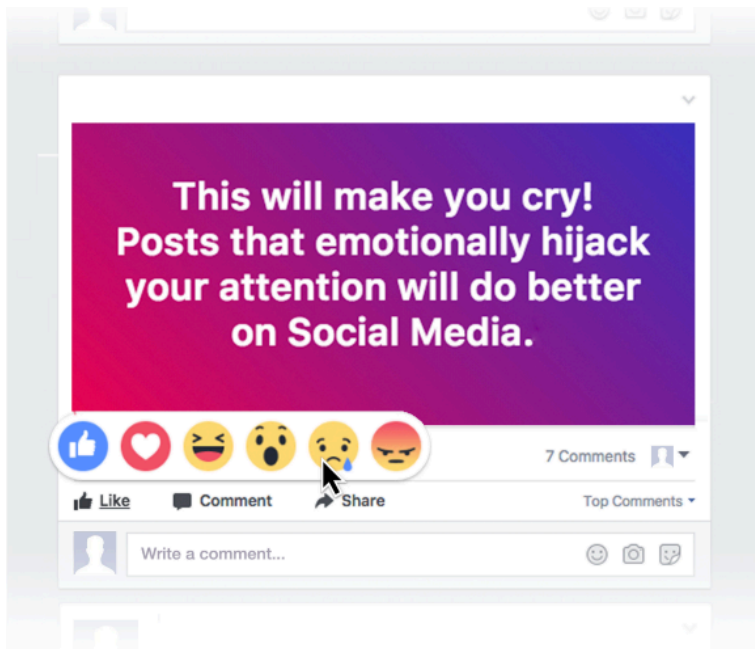 This will make you cry!
Posts that emotionally hijack
your attention will do better
on Social Media.
7 Comments
Like Comment Share Top Comments
Write a comment...